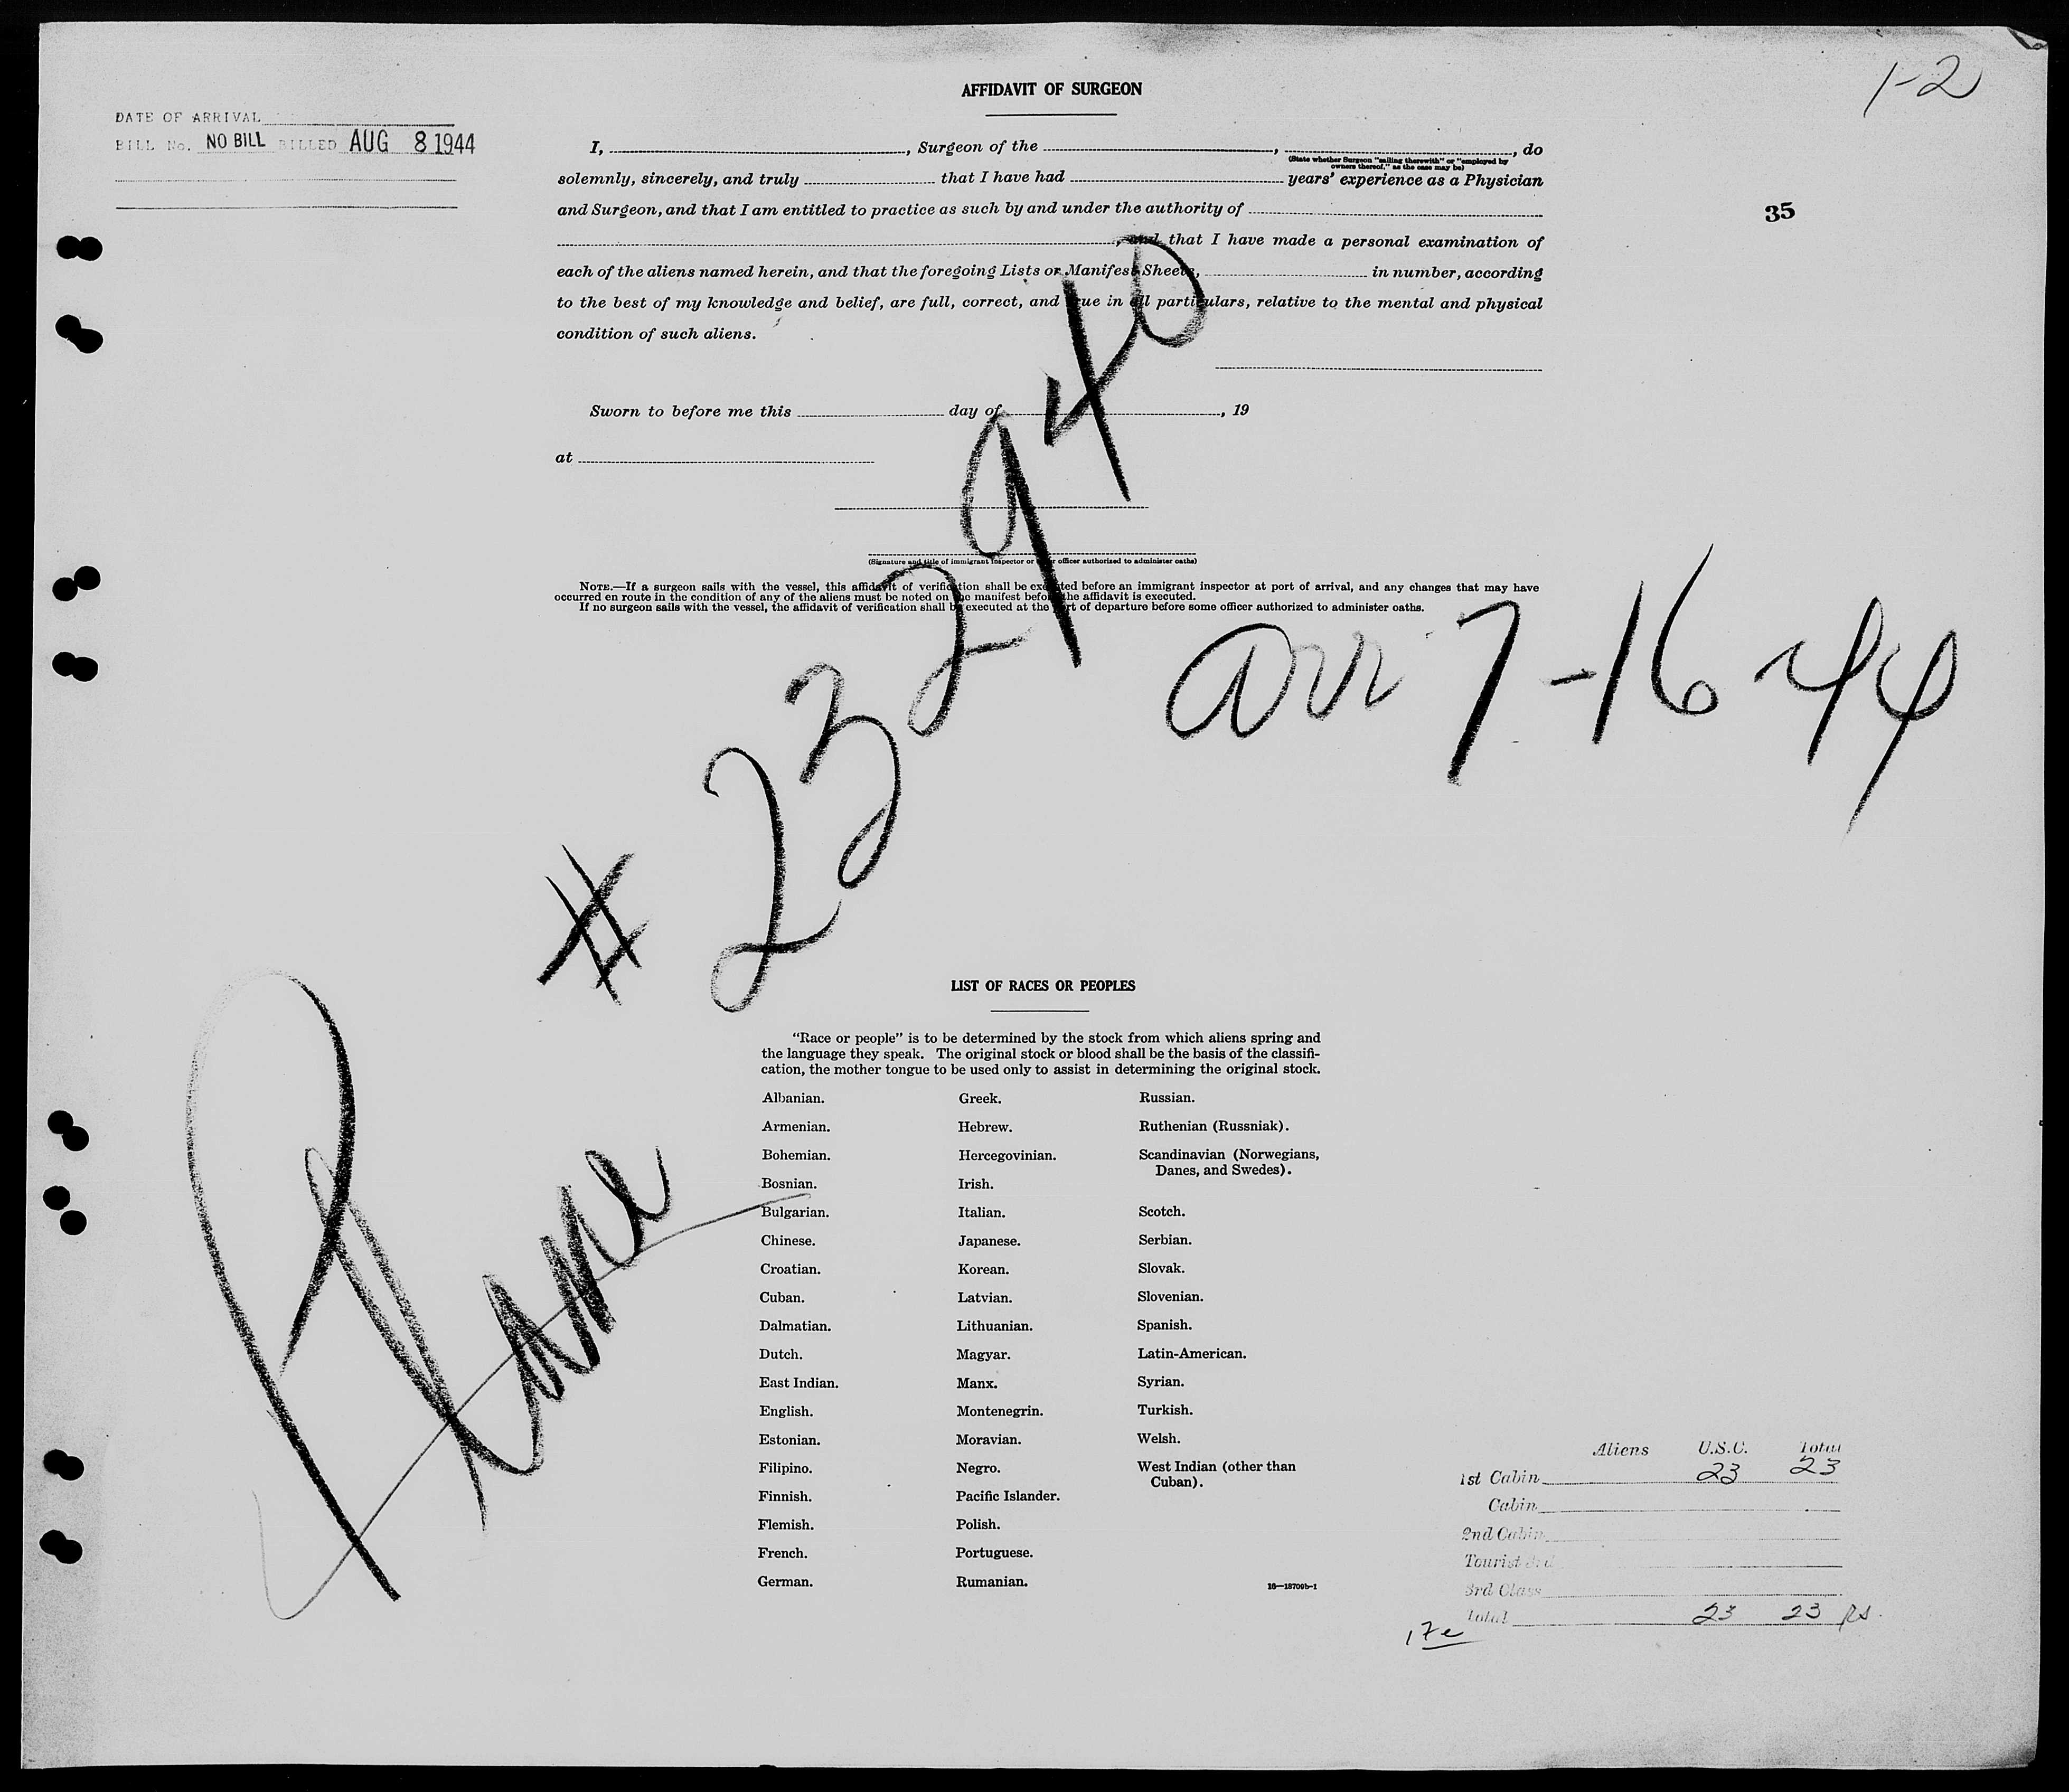 1-2
AFFIDAVIT OF SURGEON
DATE OF ARRIVAL
BILL No. NO BILL BILLED AUG 8 1944
I, , Surgeon of the , , do
(State whether Surgeon "sailing therewith" or "employed by
owners thereof," as the case may be)
solemnly, sincerely, and truly that I have had years' experience as a Physician
and Surgeon, and that I am entitled to practice as such by and under the authority of
35
, and that I have made a personal examination of
each of the aliens named herein, and that the foregoing Lists or Manifest Sheets, in number, according
to the best of my knowledge and belief, are full, correct, and true in all particulars, relative to the mental and physical
condition of such aliens.
Sworn to before me this day of , 19
at
(Signature and title of immigrant inspector or other officer authorized to administer oaths)
NOTE.—If a surgeon sails with the vessel, this affidavit of verification shall be executed before an immigrant inspector at port of arrival, and any changes that may have
occurred en route in the condition of any of the aliens must be noted on the manifest before the affidavit is executed.
If no surgeon sails with the vessel, the affidavit of verification shall be executed at the port of departure before some officer authorized to administer oaths.
# 232940
arr 7-16-44
Plane
LIST OF RACES OR PEOPLES
"Race or people" is to be determined by the stock from which aliens spring and
the language they speak. The original stock or blood shall be the basis of the classifi-
cation, the mother tongue to be used only to assist in determining the original stock.
Albanian. Greek. Russian.
Armenian. Hebrew. Ruthenian (Russniak).
Bohemian. Hercegovinian. Scandinavian (Norwegians,
Danes, and Swedes).
Bosnian. Irish.
Bulgarian. Italian. Scotch.
Chinese. Japanese. Serbian.
Croatian. Korean. Slovak.
Cuban. Latvian. Slovenian.
Dalmatian. Lithuanian. Spanish.
Dutch. Magyar. Latin-American.
East Indian. Manx. Syrian.
English. Montenegrin. Turkish.
Estonian. Moravian. Welsh.
Filipino. Negro. West Indian (other than
Cuban).
Finnish. Pacific Islander.
Flemish. Polish.
French. Portuguese.
German. Rumanian.
16—18709b-1
Aliens U.S.C. Total
1st Cabin 23 23
Cabin
2nd Cabin
Tourist 3rd
3rd Class
Total 23 23